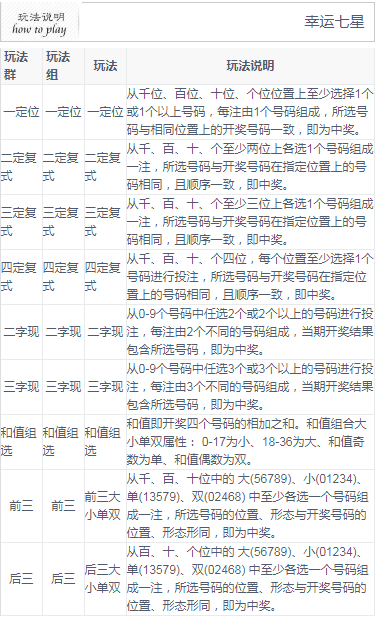 玩法说明
how to play
幸运七星
玩法群
玩法组
玩法
玩法说明
一定位
一定位
一定位
从千位、百位、十位、个位位置上至少选择1个
或1个以上号码，每注由1个号码组成，所选号
码与相同位置上的开奖号码一致，即为中奖。
二定复式
二定复式
二定复式
从千、百、十、个至少两位上各选1个号码组成
一注，所选号码与开奖号码在指定位置上的号
码相同，且顺序一致，即中奖。
三定复式
三定复式
三定复式
从千、百、十、个至少三位上各选1个号码组成
一注，所选号码与开奖号码在指定位置上的号
码相同，且顺序一致，即中奖。
四定复式
四定复式
四定复式
从千、百、十、个四位，每个位置至少选择1个
号码进行投注，所选号码与开奖号码在指定位
置上的号码相同，且顺序一致，即为中奖。
二字现
二字现
二字现
从0-9个号码中任选2个或2个以上的号码进行投
注，每注由2个不同的号码组成，当期开奖结果
包含所选号码，即为中奖。
三字现
三字现
三字现
从0-9个号码中任选3个或3个以上的号码进行投
注，每注由3个不同的号码组成，当期开奖结果
包含所选号码，即为中奖。
和值组选
和值组选
和值组选
和值即开奖四个号码的相加之和。和值组合大
小单双属性： 0-17为小、18-36为大、和值奇
数为单、和值偶数为双。
前三
前三
前三大小单双
从千、百、十位中的 大(56789)、小(01234)、
单(13579)、双(02468) 中至少各选一个号码组
成一注，所选号码的位置、形态与开奖号码的
位置、形态形同，即为中奖。
后三
后三
后三大小单双
从百、十、个位中的 大(56789)、小(01234)、
单(13579)、双(02468) 中至少各选一个号码组
成一注，所选号码的位置、形态与开奖号码的
位置、形态形同，即为中奖。